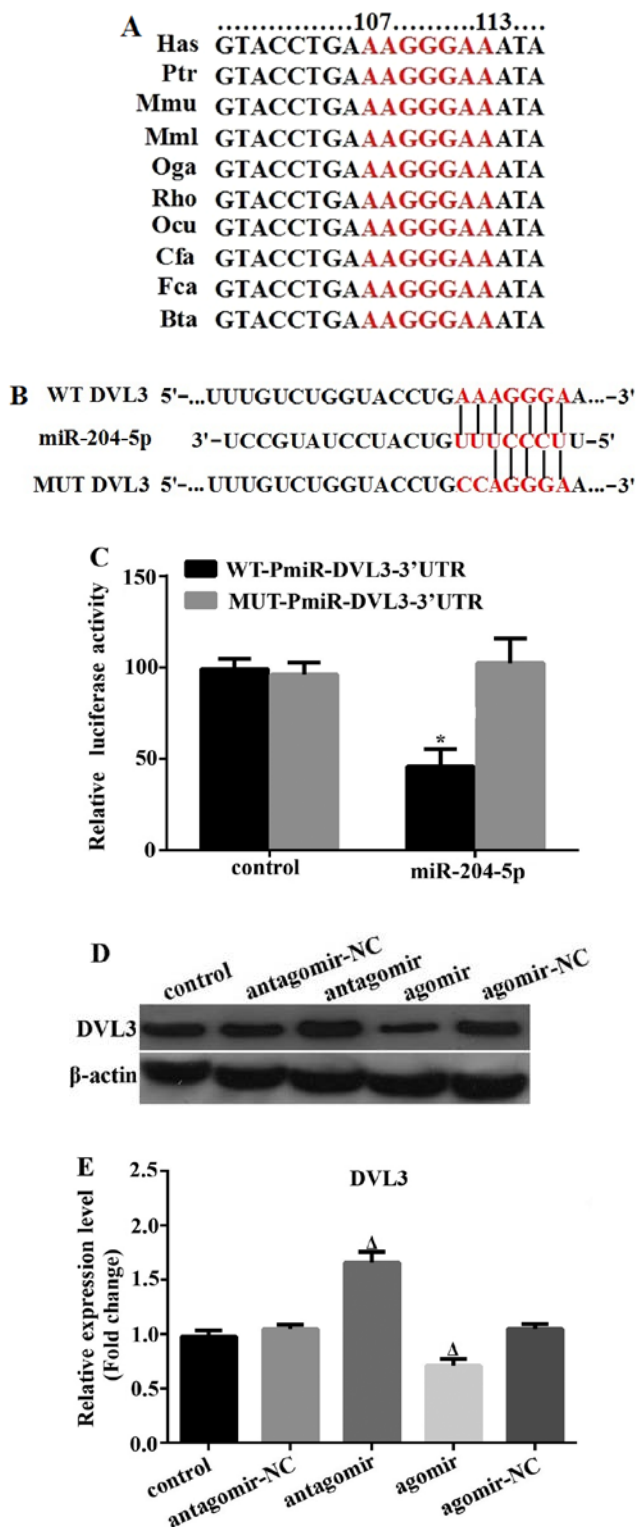 A
........107.........113....
Has GTACCTGAAAGGGAAATA
Ptr GTACCTGAAAGGGAAATA
Mmu GTACCTGAAAGGGAAATA
Mml GTACCTGAAAGGGAAATA
Oga GTACCTGAAAGGGAAATA
Rho GTACCTGAAAGGGAAATA
Ocu GTACCTGAAAGGGAAATA
Cfa GTACCTGAAAGGGAAATA
Fca GTACCTGAAAGGGAAATA
Bta GTACCTGAAAGGGAAATA
B
WT DVL3 5'-...UUUGUCUGGUACCUGAAAGGGAA...-3'
miR-204-5p 3'-UCCGUAUCCUACUGUUUCCCUU-5'
MUT DVL3 5'-...UUUGUCUGGUACCUGCCAGGGAA...-3'
C
WT-PmiR-DVL3-3'UTR
MUT-PmiR-DVL3-3'UTR
Relative luciferase activity
150
100
50
0
*
control
miR-204-5p
D
control
antagomir-NC
antagomir
agomir
agomir-NC
DVL3
β-actin
E
DVL3
Relative expression level
(Fold change)
2.5
2.0
1.5
1.0
0.5
0.0
Δ
Δ
control
antagomir-NC
antagomir
agomir
agomir-NC